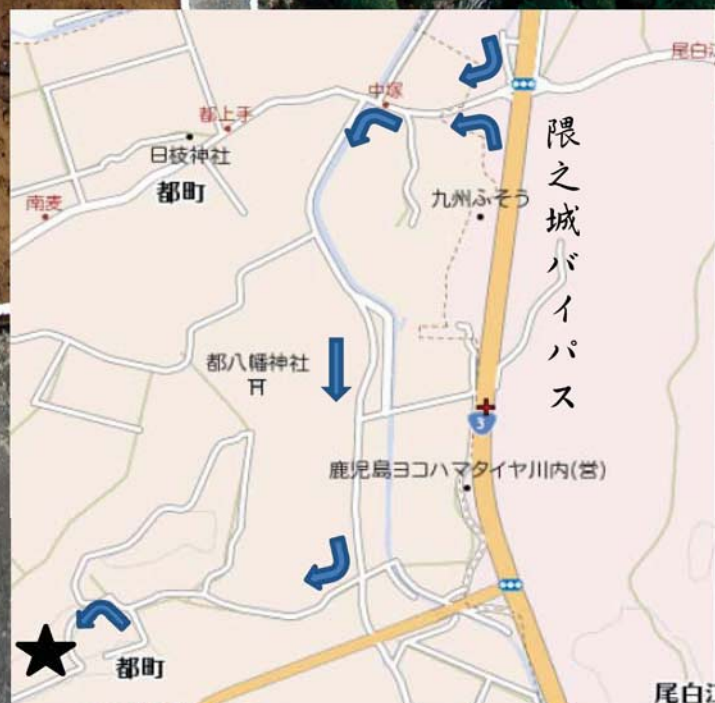 尾白江
中塚
都上手
日枝神社
都町
南麦
九州ふそう
隈之城バイパス
都八幡神社
3
鹿児島ヨコハマタイヤ川内(営)
都町